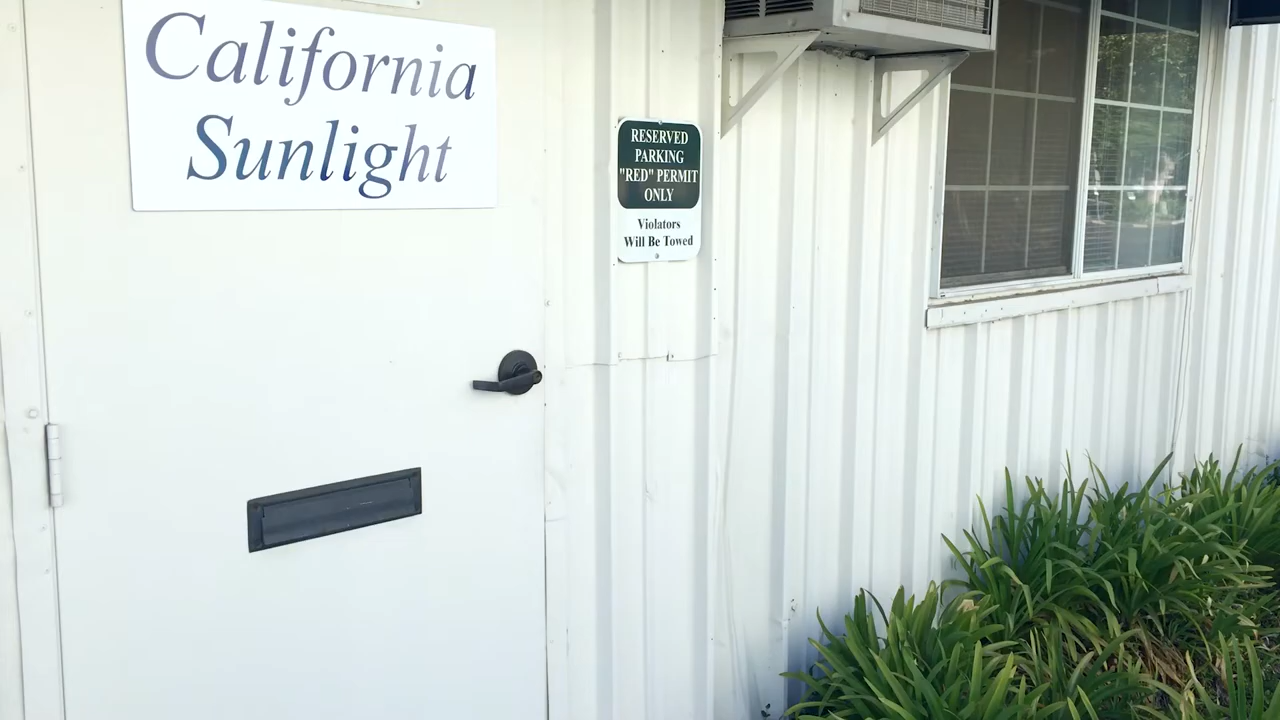 California
Sunlight
RESERVED
PARKING
"RED" PERMIT
ONLY
Violators
Will Be Towed